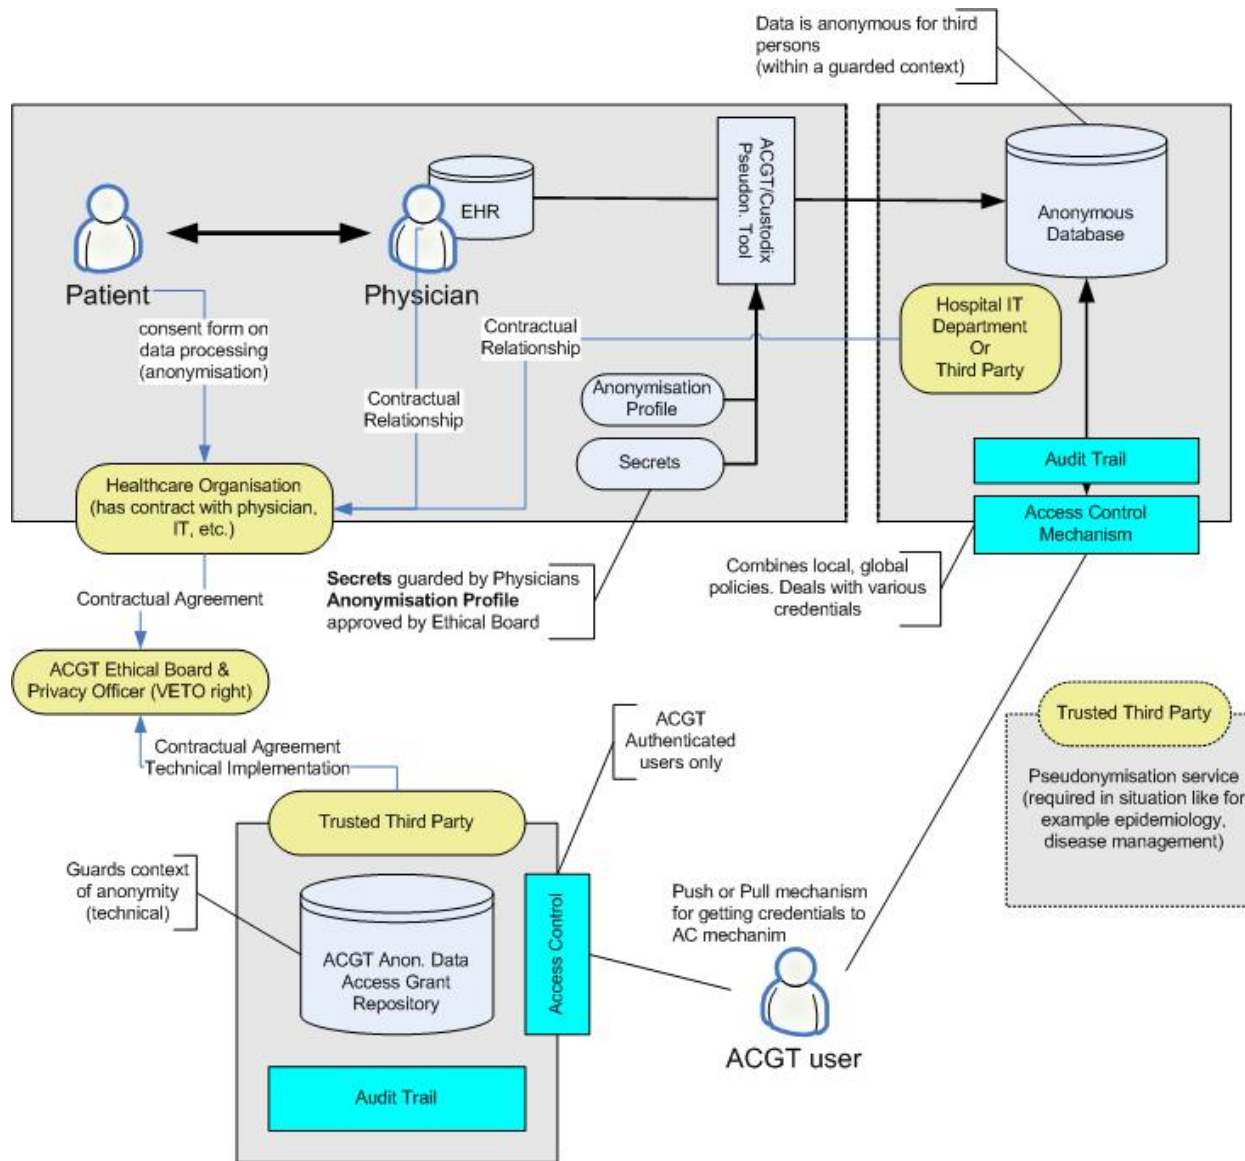 Data is anonymous for third
persons
(within a guarded context)
ACGT/Custodix
Pseudon. Tool
EHR
Anonymous
Database
Patient
Physician
consent form on
data processing
(anonymisation)
Contractual
Relationship
Contractual
Relationship
Hospital IT
Department
Or
Third Party
Anonymisation
Profile
Secrets
Audit Trail
Access Control
Mechanism
Healthcare Organisation
(has contract with physician,
IT, etc.)
Secrets guarded by Physicians
Anonymisation Profile
approved by Ethical Board
Combines local, global
policies. Deals with various
credentials
Contractual Agreement
ACGT Ethical Board &
Privacy Officer (VETO right)
Contractual Agreement
Technical Implementation
ACGT
Authenticated
users only
Trusted Third Party
Pseudonymisation service
(required in situation like for
example epidemiology,
disease management)
Trusted Third Party
Guards context
of anonymity
(technical)
ACGT Anon. Data
Access Grant
Repository
Access Control
Push or Pull mechanism
for getting credentials to
AC mechanim
ACGT user
Audit Trail